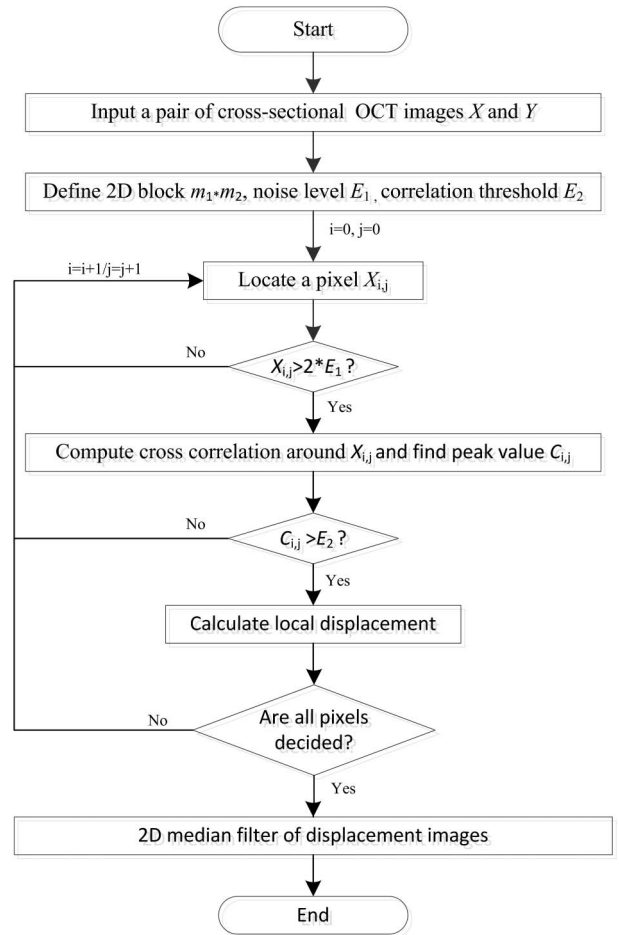 Start
Input a pair of cross-sectional OCT images X and Y
Define 2D block m₁*m₂, noise level E₁, correlation threshold E₂
i=0, j=0
i=i+1/j=j+1
Locate a pixel Xi,j
No
Xi,j>2*E₁?
Yes
Compute cross correlation around Xi,j and find peak value Ci,j
No
Ci,j>E₂?
Yes
Calculate local displacement
No
Are all pixels
decided?
Yes
2D median filter of displacement images
End